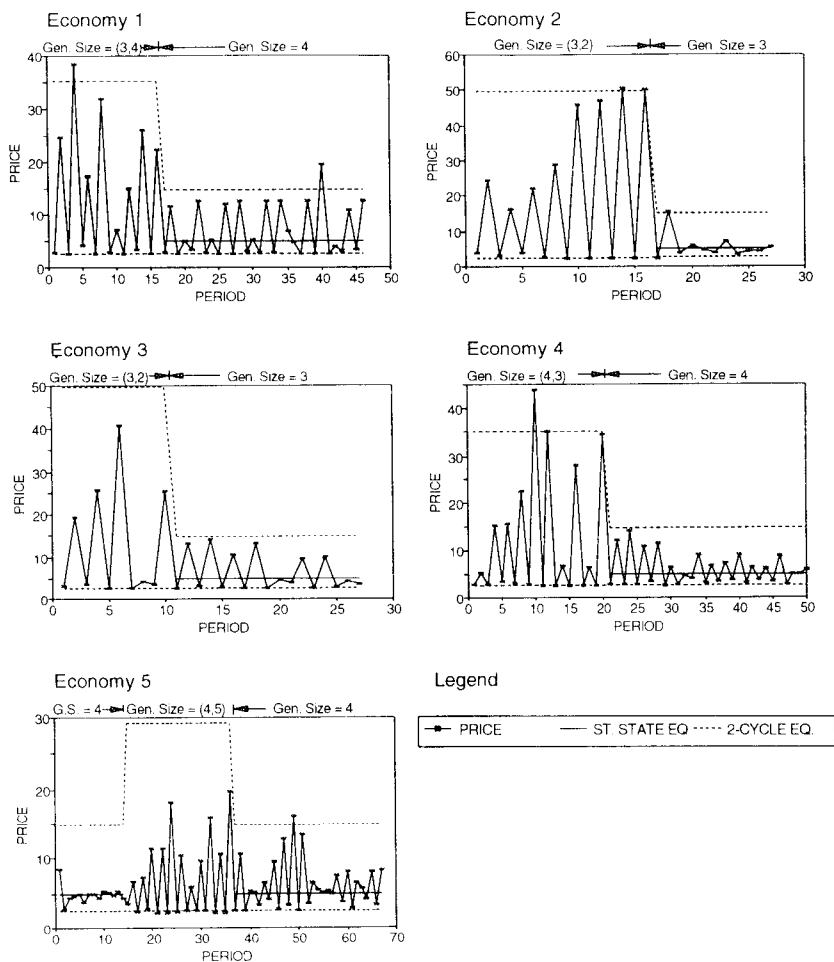 Economy 1
Gen. Size = (3,4) Gen. Size = 4
40
35
30
25
20
15
10
5
0
PRICE
0 5 10 15 20 25 30 35 40 45 50
PERIOD
Economy 2
Gen. Size = (3,2) Gen. Size = 3
60
50
40
30
20
10
0
PRICE
0 5 10 15 20 25 30
PERIOD
Economy 3
Gen. Size = (3,2) Gen. Size = 3
50
40
30
20
10
0
PRICE
0 5 10 15 20 25 30
PERIOD
Economy 4
Gen. Size = (4,3) Gen. Size = 4
40
35
30
25
20
15
10
5
0
PRICE
0 10 20 30 40 50
PERIOD
Economy 5
G.S. = 4 Gen. Size = (4,5) Gen. Size = 4
30
20
15
10
5
0
PRICE
0 10 20 30 40 50 60 70
PERIOD
Legend
PRICE ST. STATE EQ 2-CYCLE EQ.